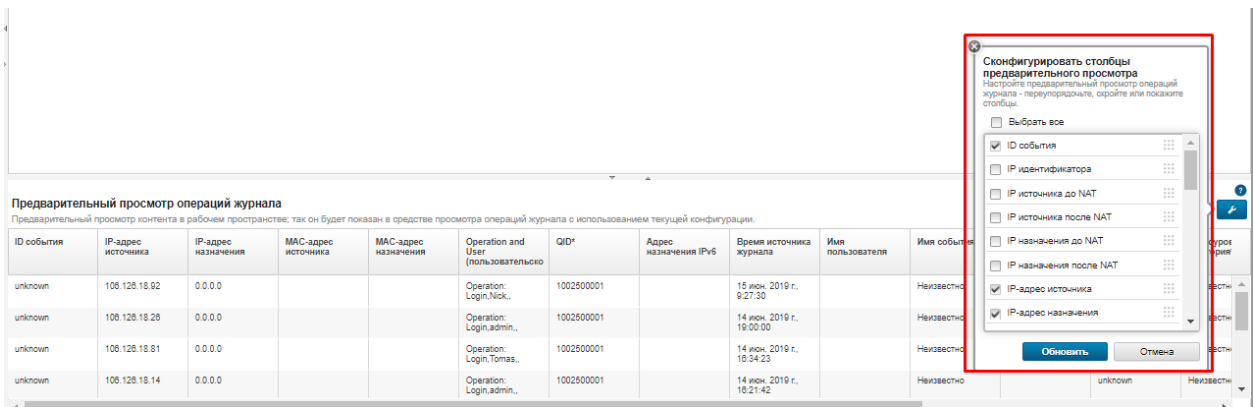 Сконфигурировать столбцы
предварительного просмотра
Настройте предварительный просмотр операций
журнала - переупорядочьте, скройте или покажите
столбцы.
Выбрать все
ID события
IP идентификатора
IP источника до NAT
IP источника после NAT
IP назначения до NAT
IP назначения после NAT
IP-адрес источника
IP-адрес назначения
Обновить Отмена
Предварительный просмотр операций журнала
Предварительный просмотр контента в рабочем пространстве; так он будет показан в средстве просмотра операций журнала с использованием текущей конфигурации.
ID события IP-адрес источника IP-адрес назначения MAC-адрес источника MAC-адрес назначения Operation and User (пользовательско QID* Адрес назначения IPv6 Время источника журнала Имя пользователя Имя события
unknown 106.126.18.92 0.0.0.0 Operation: Login,Nick,, 1002500001 15 июн. 2019 г., 9:27:30 Неизвестно
unknown 106.126.18.26 0.0.0.0 Operation: Login,admin,, 1002500001 14 июн. 2019 г., 19:00:00 Неизвестно
unknown 106.126.18.81 0.0.0.0 Operation: Login,Tomas,, 1002500001 14 июн. 2019 г., 16:34:23 Неизвестно
unknown 106.126.18.14 0.0.0.0 Operation: Login,admin,, 1002500001 14 июн. 2019 г., 16:21:42 Неизвестно unknown Неизвестн